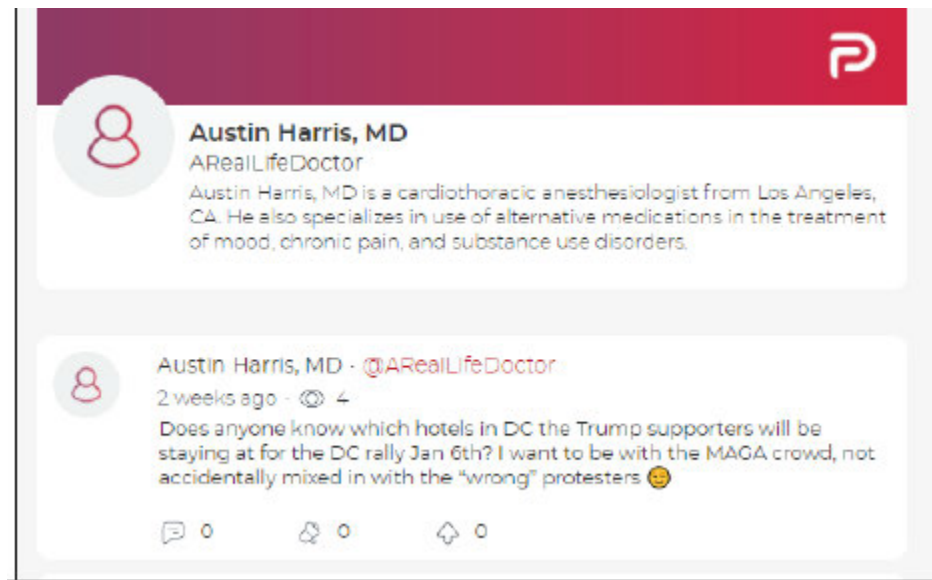 Austin Harris, MD
ARealLifeDoctor
Austin Harris, MD is a cardiothoracic anesthesiologist from Los Angeles,
CA. He also specializes in use of alternative medications in the treatment
of mood, chronic pain, and substance use disorders.
Austin Harris, MD · @ARealLifeDoctor
2 weeks ago · 4
Does anyone know which hotels in DC the Trump supporters will be
staying at for the DC rally Jan 6th? I want to be with the MAGA crowd, not
accidentally mixed in with the “wrong” protesters 😏
0 0 0